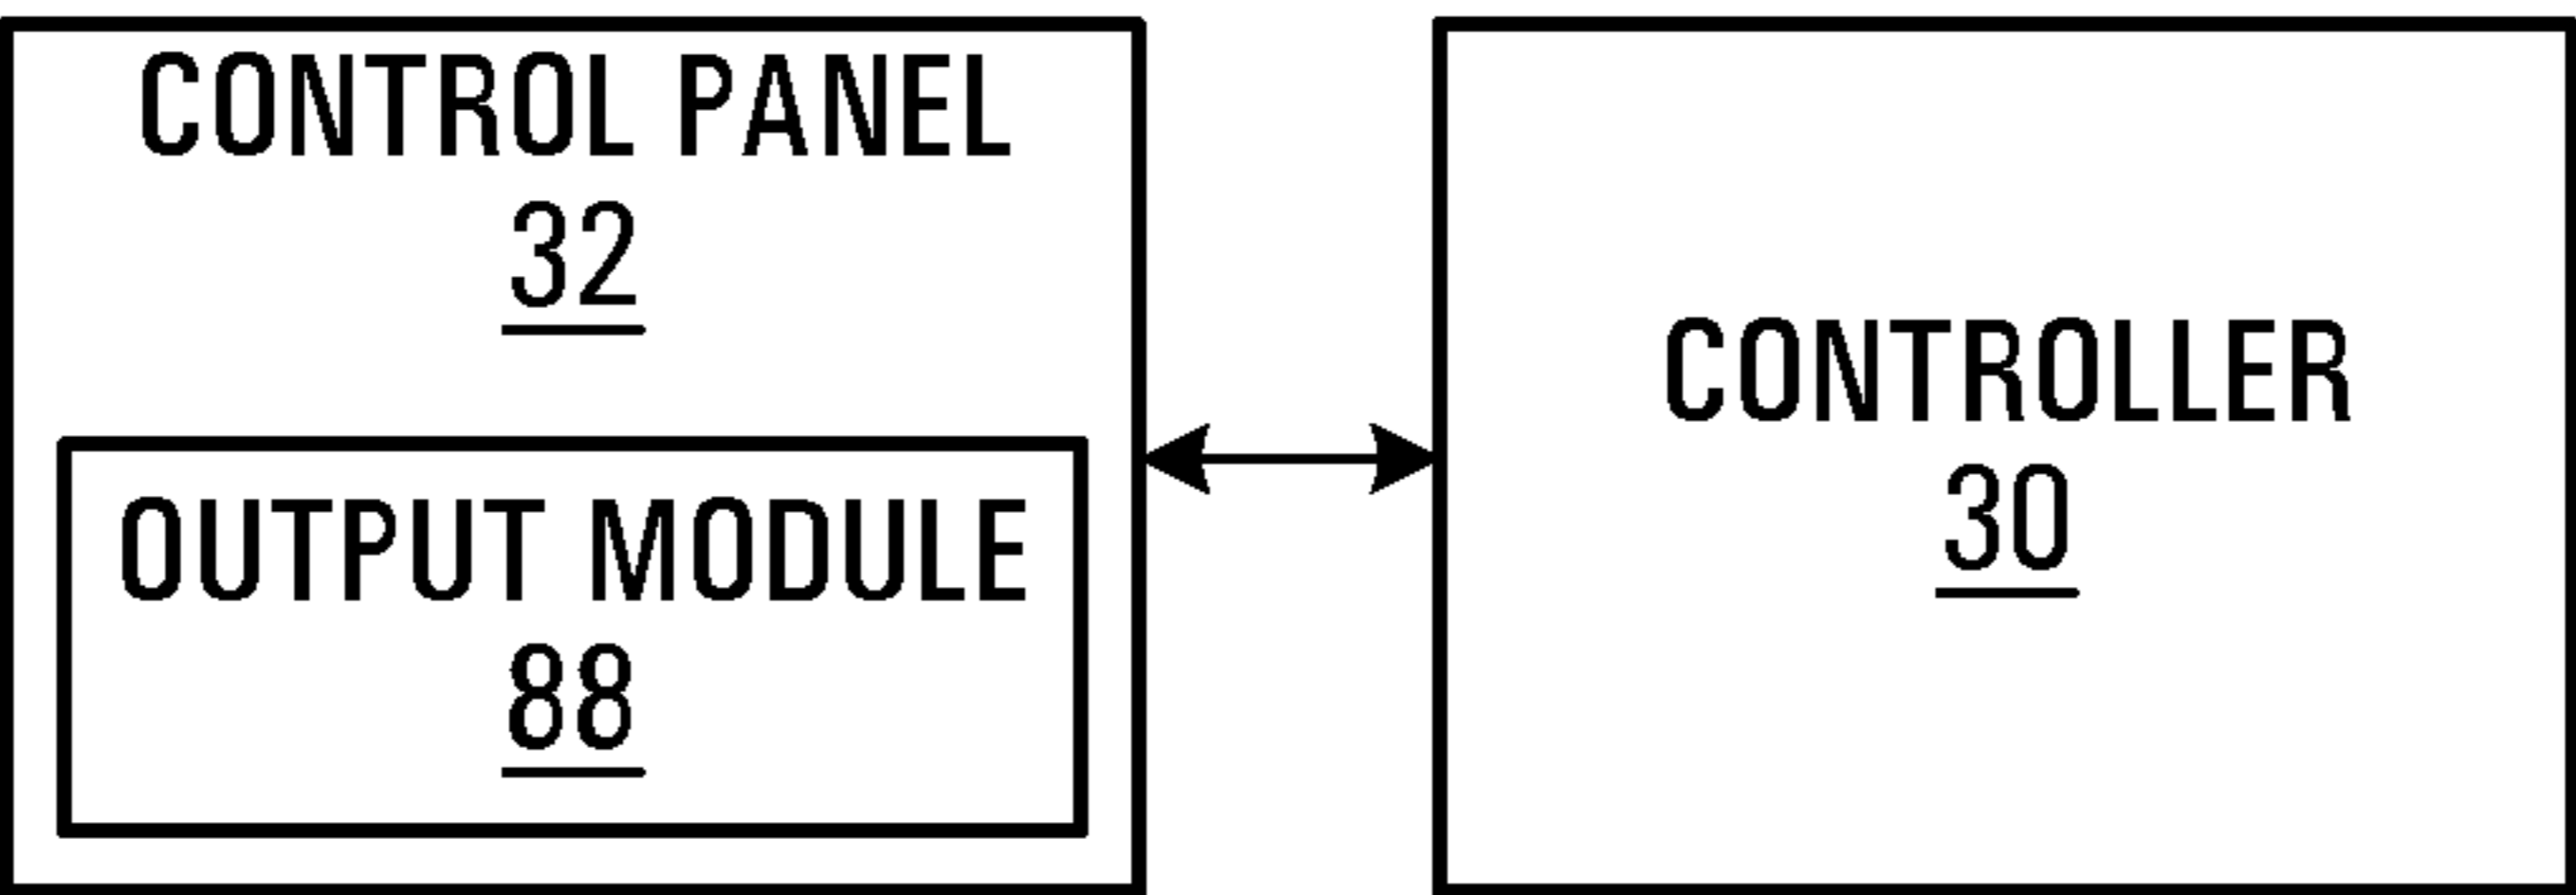 CONTROL PANEL
32
OUTPUT MODULE
88
CONTROLLER
30